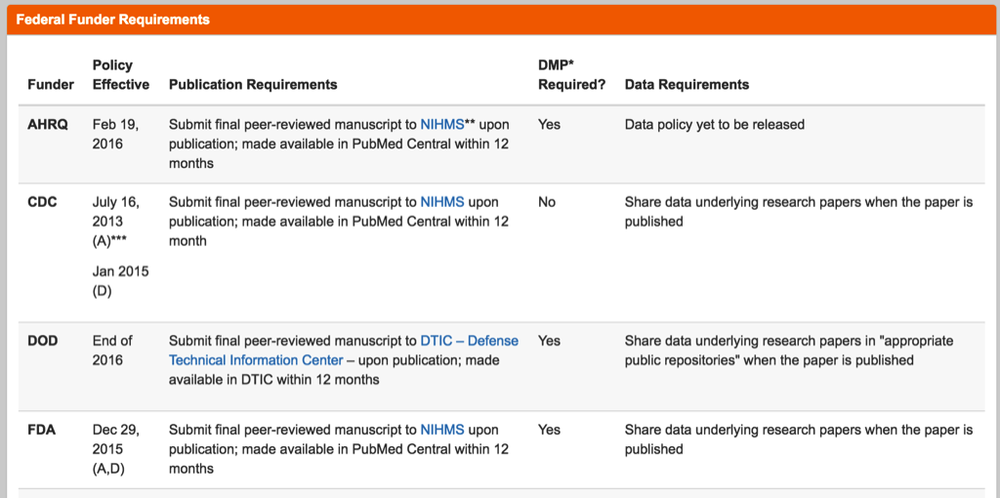 Federal Funder Requirements
Funder
Policy
Effective
Publication Requirements
DMP*
Required?
Data Requirements
AHRQ
Feb 19,
2016
Submit final peer-reviewed manuscript to NIHMS** upon
publication; made available in PubMed Central within 12
months
Yes
Data policy yet to be released
CDC
July 16,
2013
(A)***
Jan 2015
(D)
Submit final peer-reviewed manuscript to NIHMS upon
publication; made available in PubMed Central within 12
month
No
Share data underlying research papers when the paper is
published
DOD
End of
2016
Submit final peer-reviewed manuscript to DTIC – Defense
Technical Information Center – upon publication; made
available in DTIC within 12 months
Yes
Share data underlying research papers in "appropriate
public repositories" when the paper is published
FDA
Dec 29,
2015
(A,D)
Submit final peer-reviewed manuscript to NIHMS upon
publication; made available in PubMed Central within 12
months
Yes
Share data underlying research papers when the paper is
published